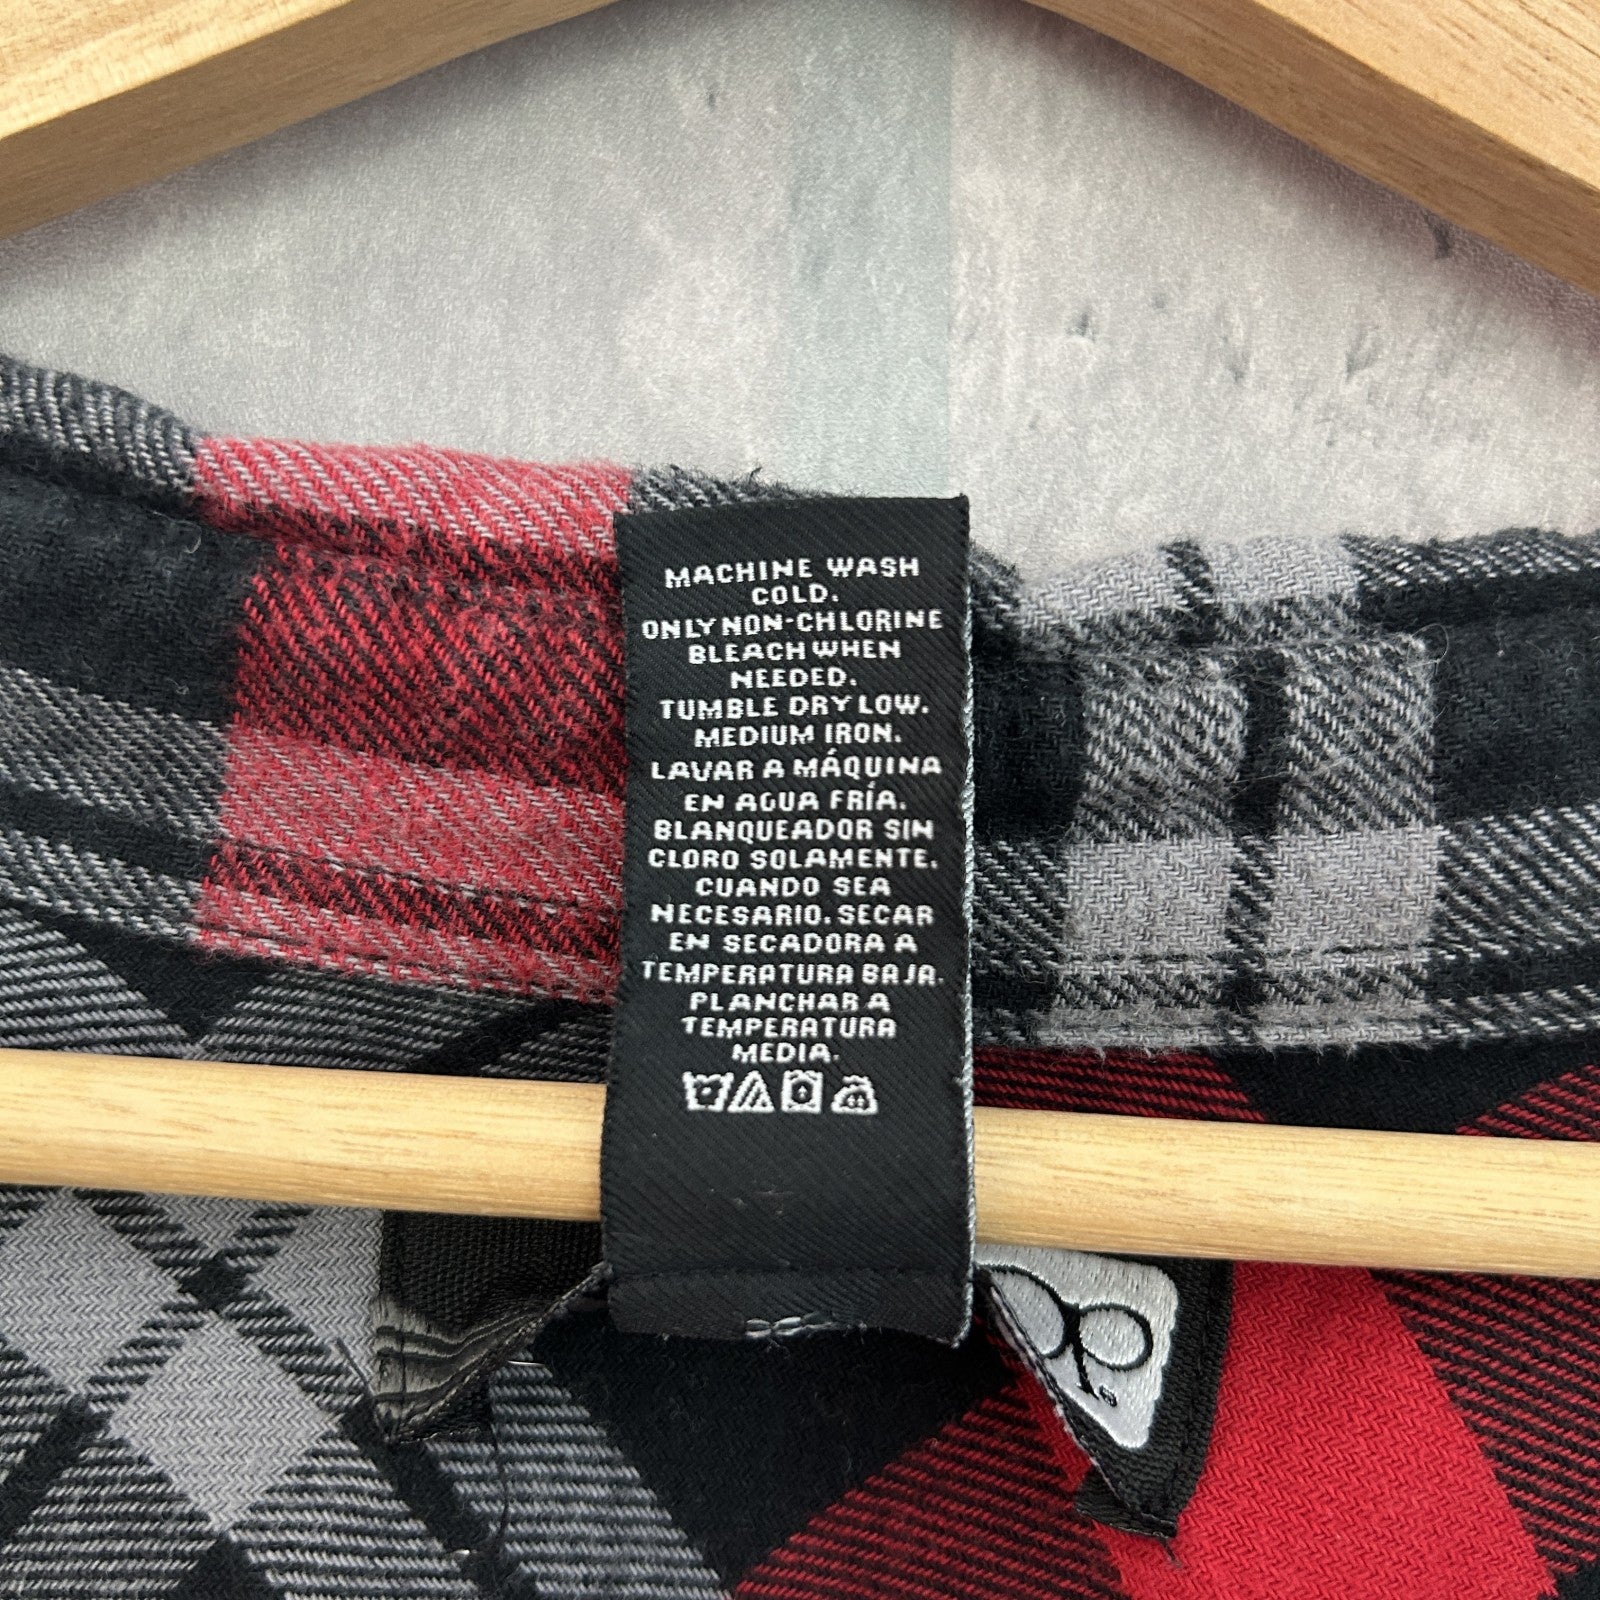 MACHINE WASH
COLD.
ONLY NON-CHLORINE
BLEACH WHEN
NEEDED.
TUMBLE DRY LOW.
MEDIUM IRON.
LAVAR A MÁQUINA
EN AGUA FRÍA.
BLANQUEADOR SIN
CLORO SOLAMENTE.
CUANDO SEA
NECESARIO. SECAR
EN SECADORA A
TEMPERATURA BAJA.
PLANCHAR A
TEMPERATURA
MEDIA.
®